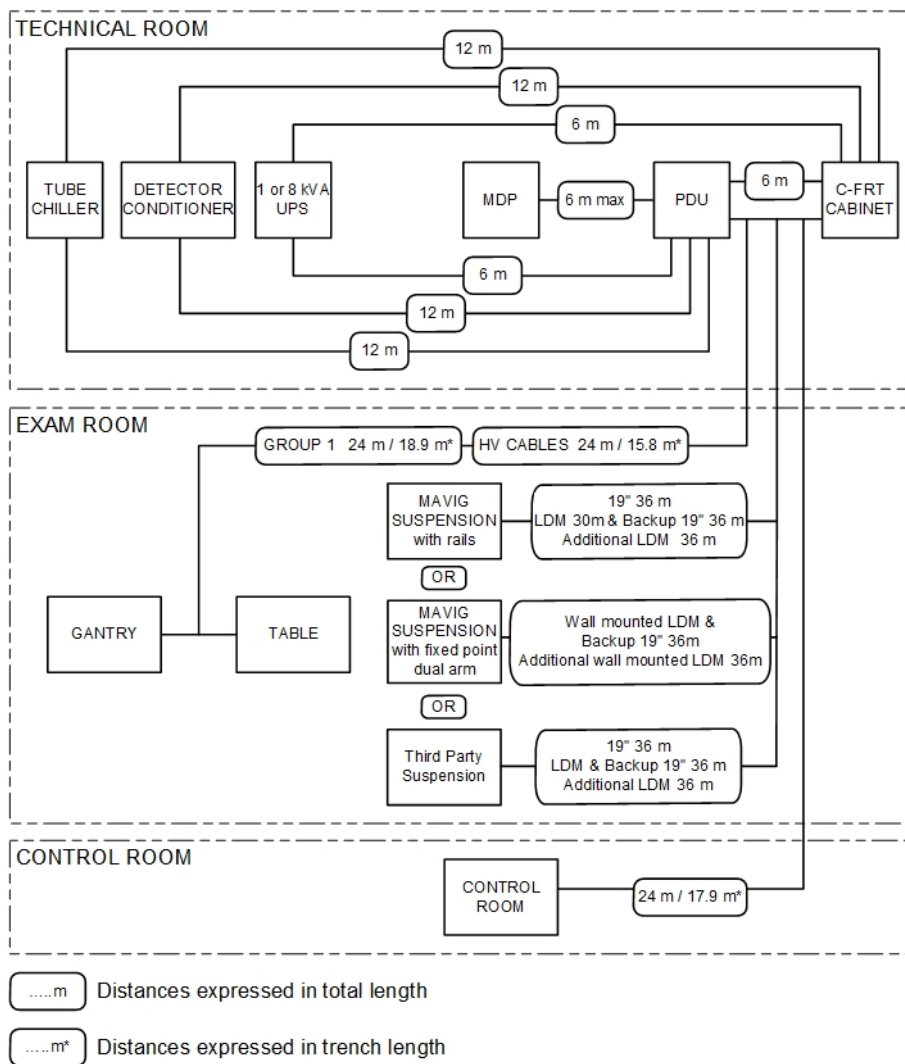 TECHNICAL ROOM
12 m
12 m
6 m
TUBE
CHILLER
DETECTOR
CONDITIONER
1 or 8 kVA
UPS
MDP
6 m max
PDU
6 m
C-FRT
CABINET
6 m
12 m
12 m
EXAM ROOM
GROUP 1 24 m / 18.9 m*
HV CABLES 24 m / 15.8 m*
MAVIG
SUSPENSION
with rails
19" 36 m
LDM 30m & Backup 19" 36 m
Additional LDM 36 m
OR
GANTRY
TABLE
MAVIG
SUSPENSION
with fixed point
dual arm
Wall mounted LDM &
Backup 19" 36m
Additional wall mounted LDM 36m
OR
Third Party
Suspension
19" 36 m
LDM & Backup 19" 36 m
Additional LDM 36 m
CONTROL ROOM
CONTROL
ROOM
24 m / 17.9 m*
.....m Distances expressed in total length
.....m* Distances expressed in trench length